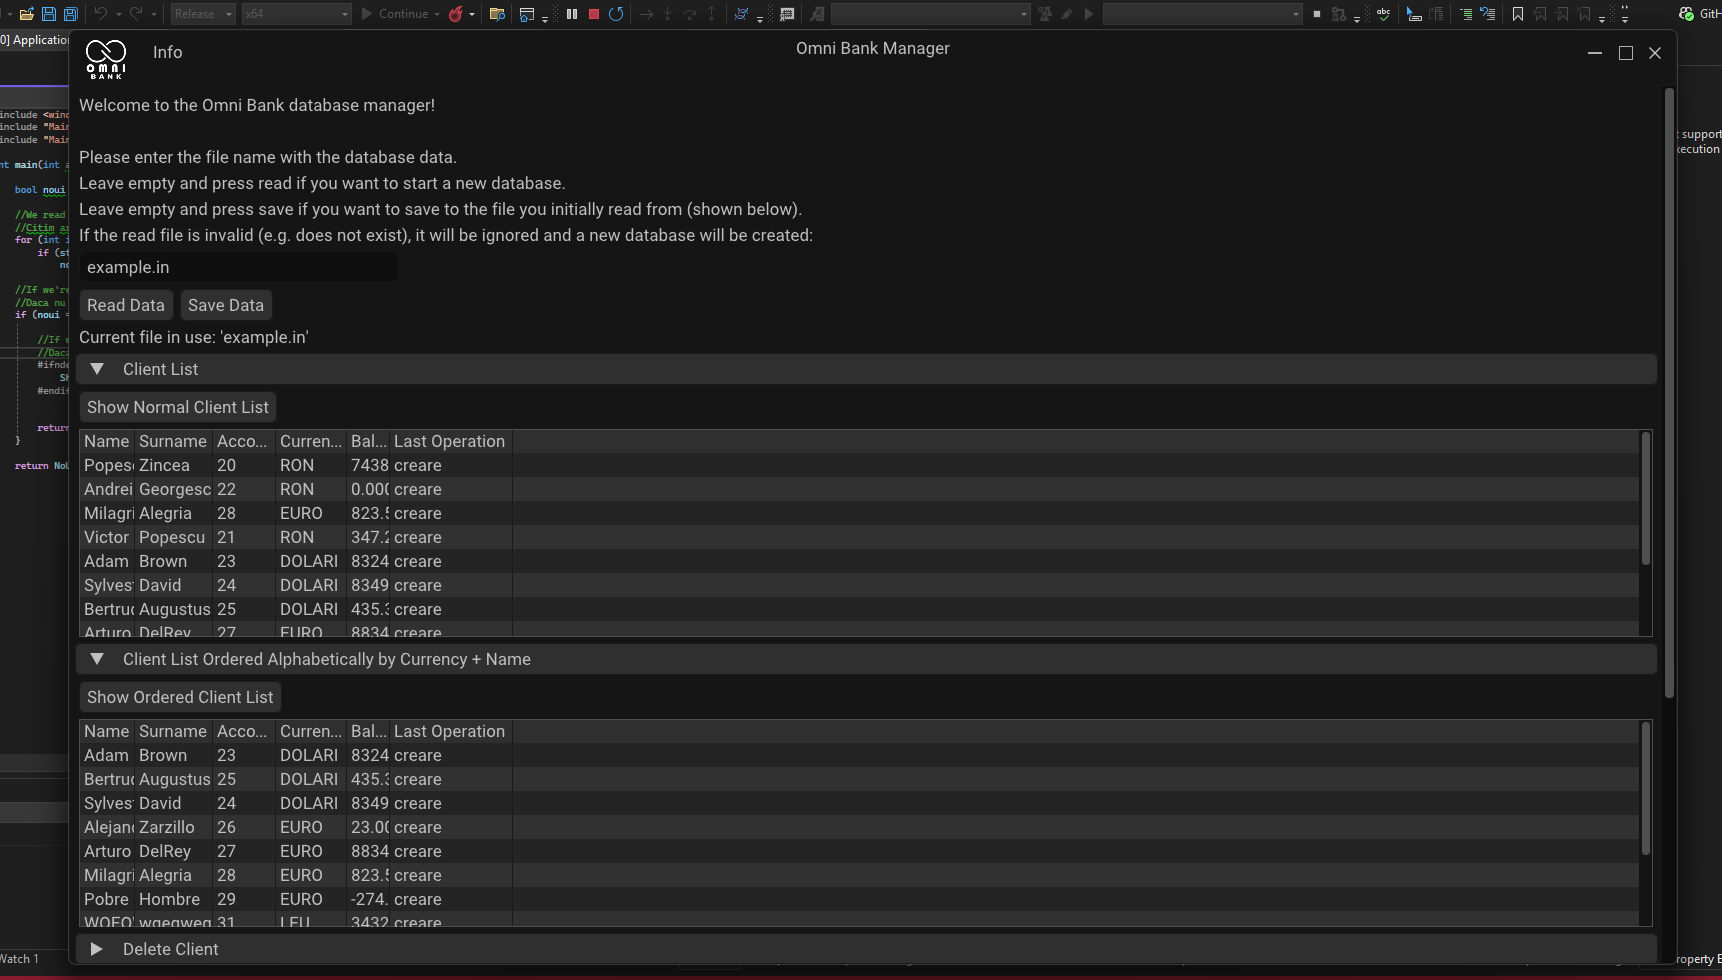 Release
x64
Continue
abc
GitH
0] Applicatio
OMNI
BANK
Info
Omni Bank Manager
Welcome to the Omni Bank database manager!
Please enter the file name with the database data.
Leave empty and press read if you want to start a new database.
Leave empty and press save if you want to save to the file you initially read from (shown below).
If the read file is invalid (e.g. does not exist), it will be ignored and a new database will be created:
example.in
Read Data Save Data
Current file in use: 'example.in'
Client List
Show Normal Client List
Name Surname Acco... Curren... Bal... Last Operation
Popes Zincea 20 RON 7438 creare
Andrei Georgesc 22 RON 0.000 creare
Milagri Alegria 28 EURO 823.5 creare
Victor Popescu 21 RON 347.2 creare
Adam Brown 23 DOLARI 8324 creare
Sylves David 24 DOLARI 8349 creare
Bertru Augustus 25 DOLARI 435.3 creare
Arturo DelRey 27 EURO 8834 creare
Client List Ordered Alphabetically by Currency + Name
Show Ordered Client List
Name Surname Acco... Curren... Bal... Last Operation
Adam Brown 23 DOLARI 8324 creare
Bertru Augustus 25 DOLARI 435.3 creare
Sylves David 24 DOLARI 8349 creare
Alejan Zarzillo 26 EURO 23.00 creare
Arturo DelRey 27 EURO 8834 creare
Milagri Alegria 28 EURO 823.5 creare
Pobre Hombre 29 EURO -274. creare
31 LEU 3432 creare
Delete Client
include <wind
include "Main
include "Main
nt main(int a
bool noui
//We read
//Citim ar
for (int i
if (st
no
//If we're
//Daca nu
if (noui =
//If w
//Daca
#ifnde
Sh
#endif
return
}
return NoU
t support
xecution
Watch 1
roperty E